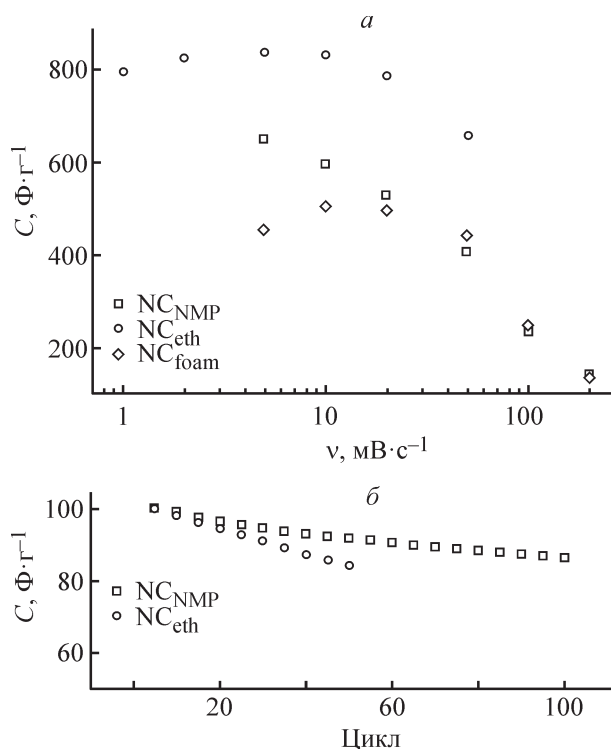 а
C, Ф·г⁻¹
800
600
400
200
NC_NMP
NC_eth
NC_foam
1 10 100
ν, мВ·с⁻¹
б
C, Ф·г⁻¹
100
80
60
NC_NMP
NC_eth
20 60 100
Цикл